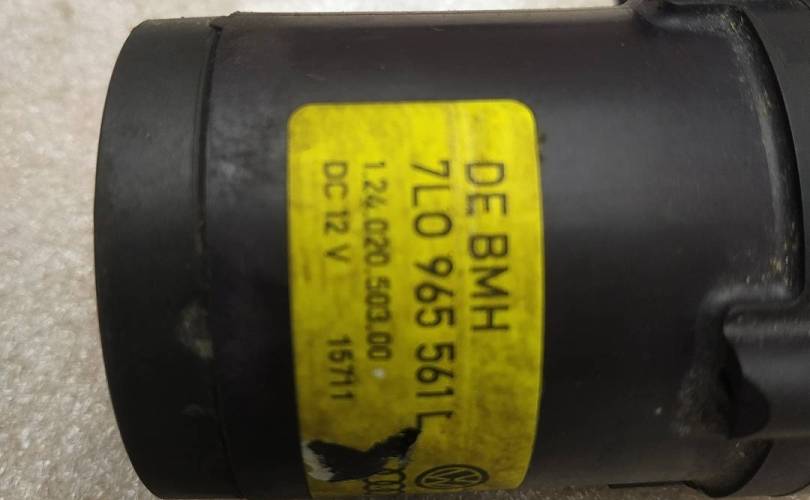 DE BMH
7L0 965 561 L
1.24.020.503.00
DC 12 V 15711